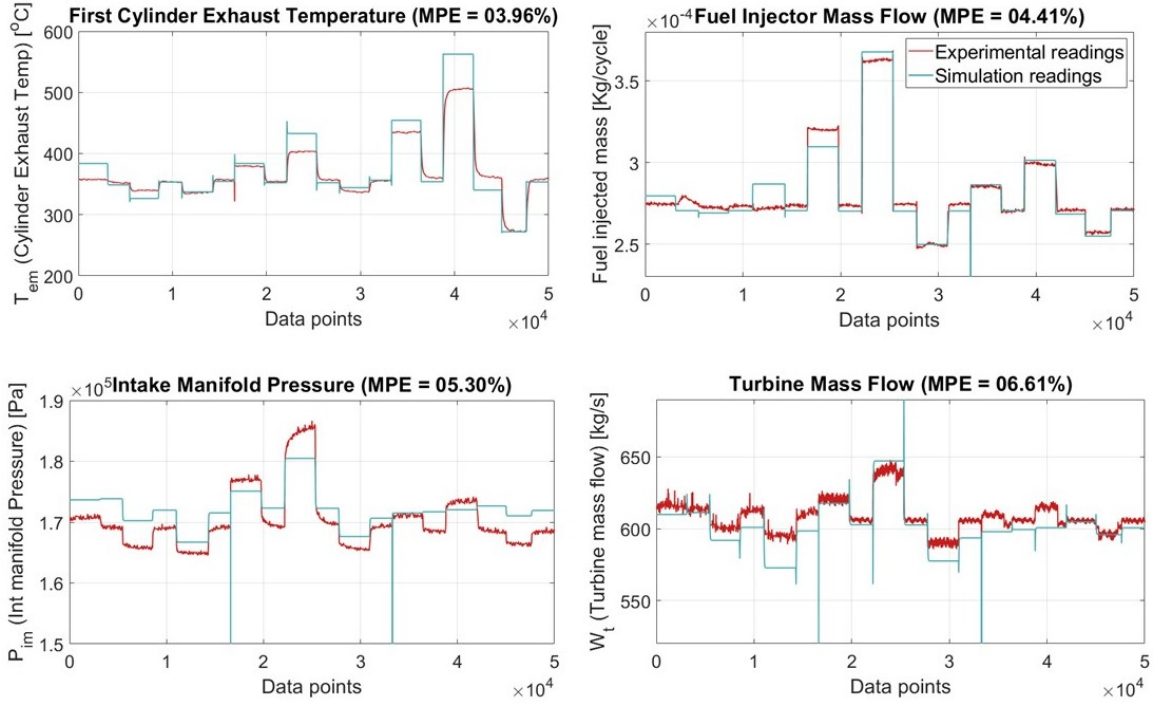 First Cylinder Exhaust Temperature (MPE = 03.96%)
T_em (Cylinder Exhaust Temp) [°C]
600
500
400
300
200
0 1 2 3 4 5
Data points
×10^4
×10^-4 Fuel Injector Mass Flow (MPE = 04.41%)
Fuel injected mass [Kg/cycle]
Experimental readings
Simulation readings
3.5
3
2.5
0 1 2 3 4 5
Data points
×10^4
×10^5 Intake Manifold Pressure (MPE = 05.30%)
P_im (Int manifold Pressure) [Pa]
1.9
1.8
1.7
1.6
1.5
0 1 2 3 4 5
Data points
×10^4
Turbine Mass Flow (MPE = 06.61%)
W_t (Turbine mass flow) [kg/s]
650
600
550
0 1 2 3 4 5
Data points
×10^4